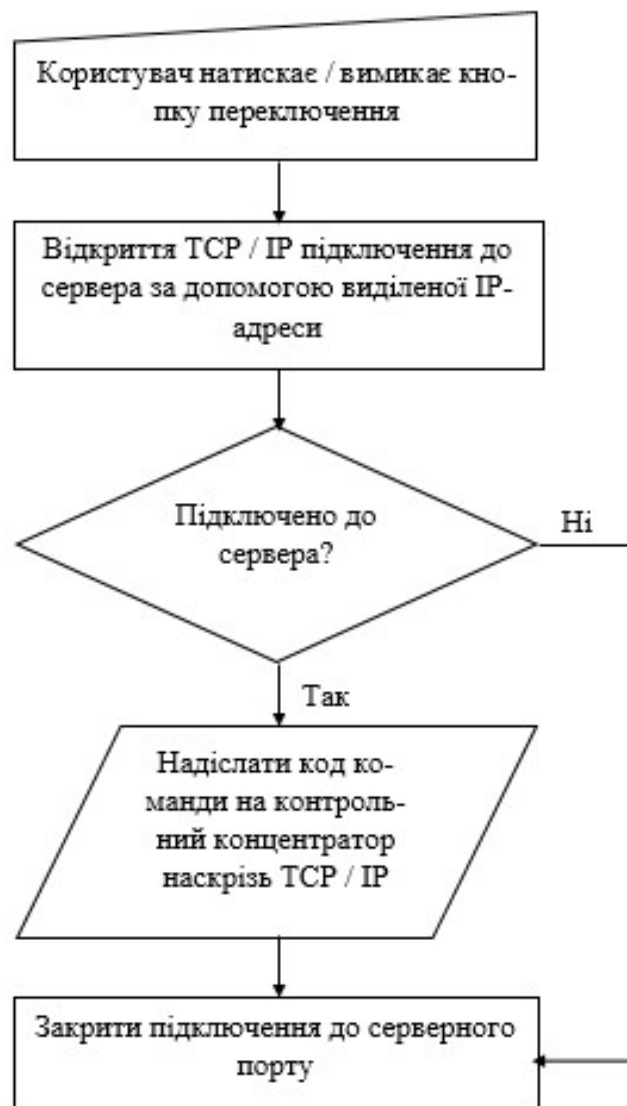 Користувач натискає / вимикає кно-
пку переключення
Відкриття TCP / IP підключення до
сервера за допомогою виділеної IP-
адреси
Підключено до
сервера?
Ні
Так
Надіслати код ко-
манди на контроль-
ний концентратор
наскрізь TCP / IP
Закрити підключення до серверного
порту